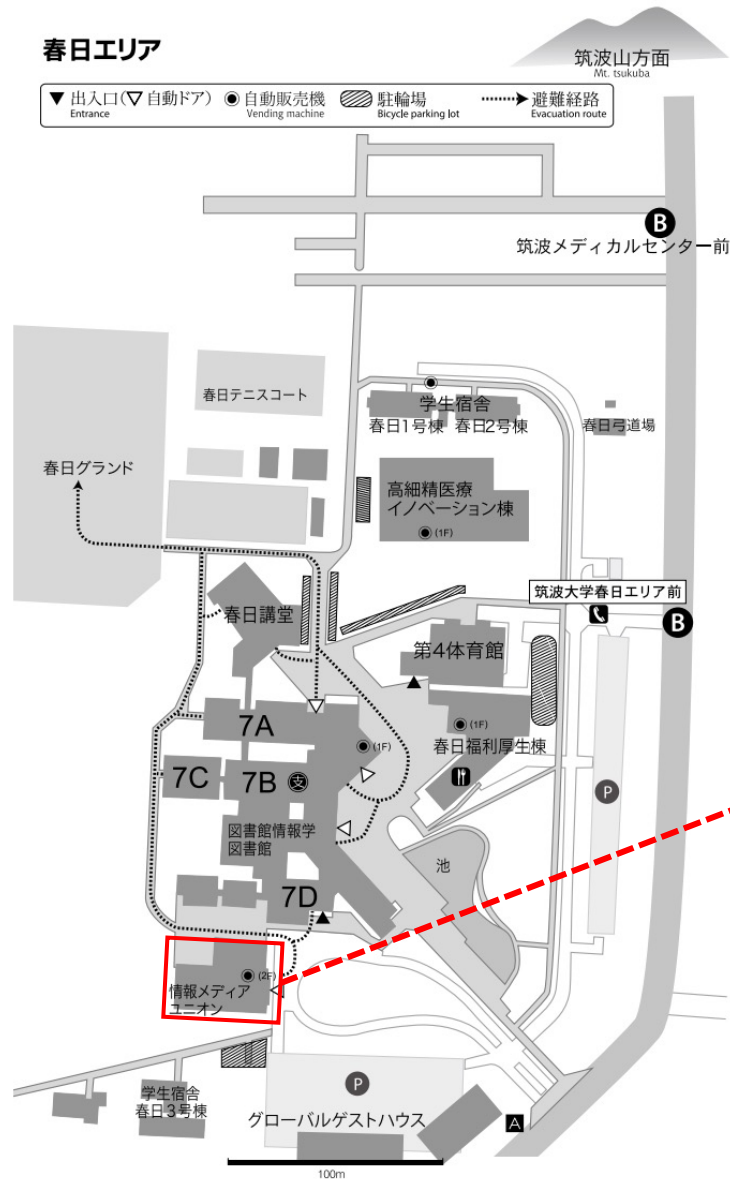 春日エリア
筑波山方面
Mt. tsukuba
▼ 出入口(▽ 自動ドア)
Entrance
自動販売機
Vending machine
駐輪場
Bicycle parking lot
避難経路
Evacuation route
B
筑波メディカルセンター前
春日テニスコート
学生宿舎
春日1号棟 春日2号棟
春日弓道場
春日グランド
高細精医療
イノベーション棟
(1F)
筑波大学春日エリア前
B
春日講堂
第4体育館
7A
(1F)
(1F)
春日福利厚生棟
7C
7B
支
P
図書館情報学
図書館
池
7D
(2F)
情報メディア
ユニオン
学生宿舎
春日3号棟
P
グローバルゲストハウス
A
100m